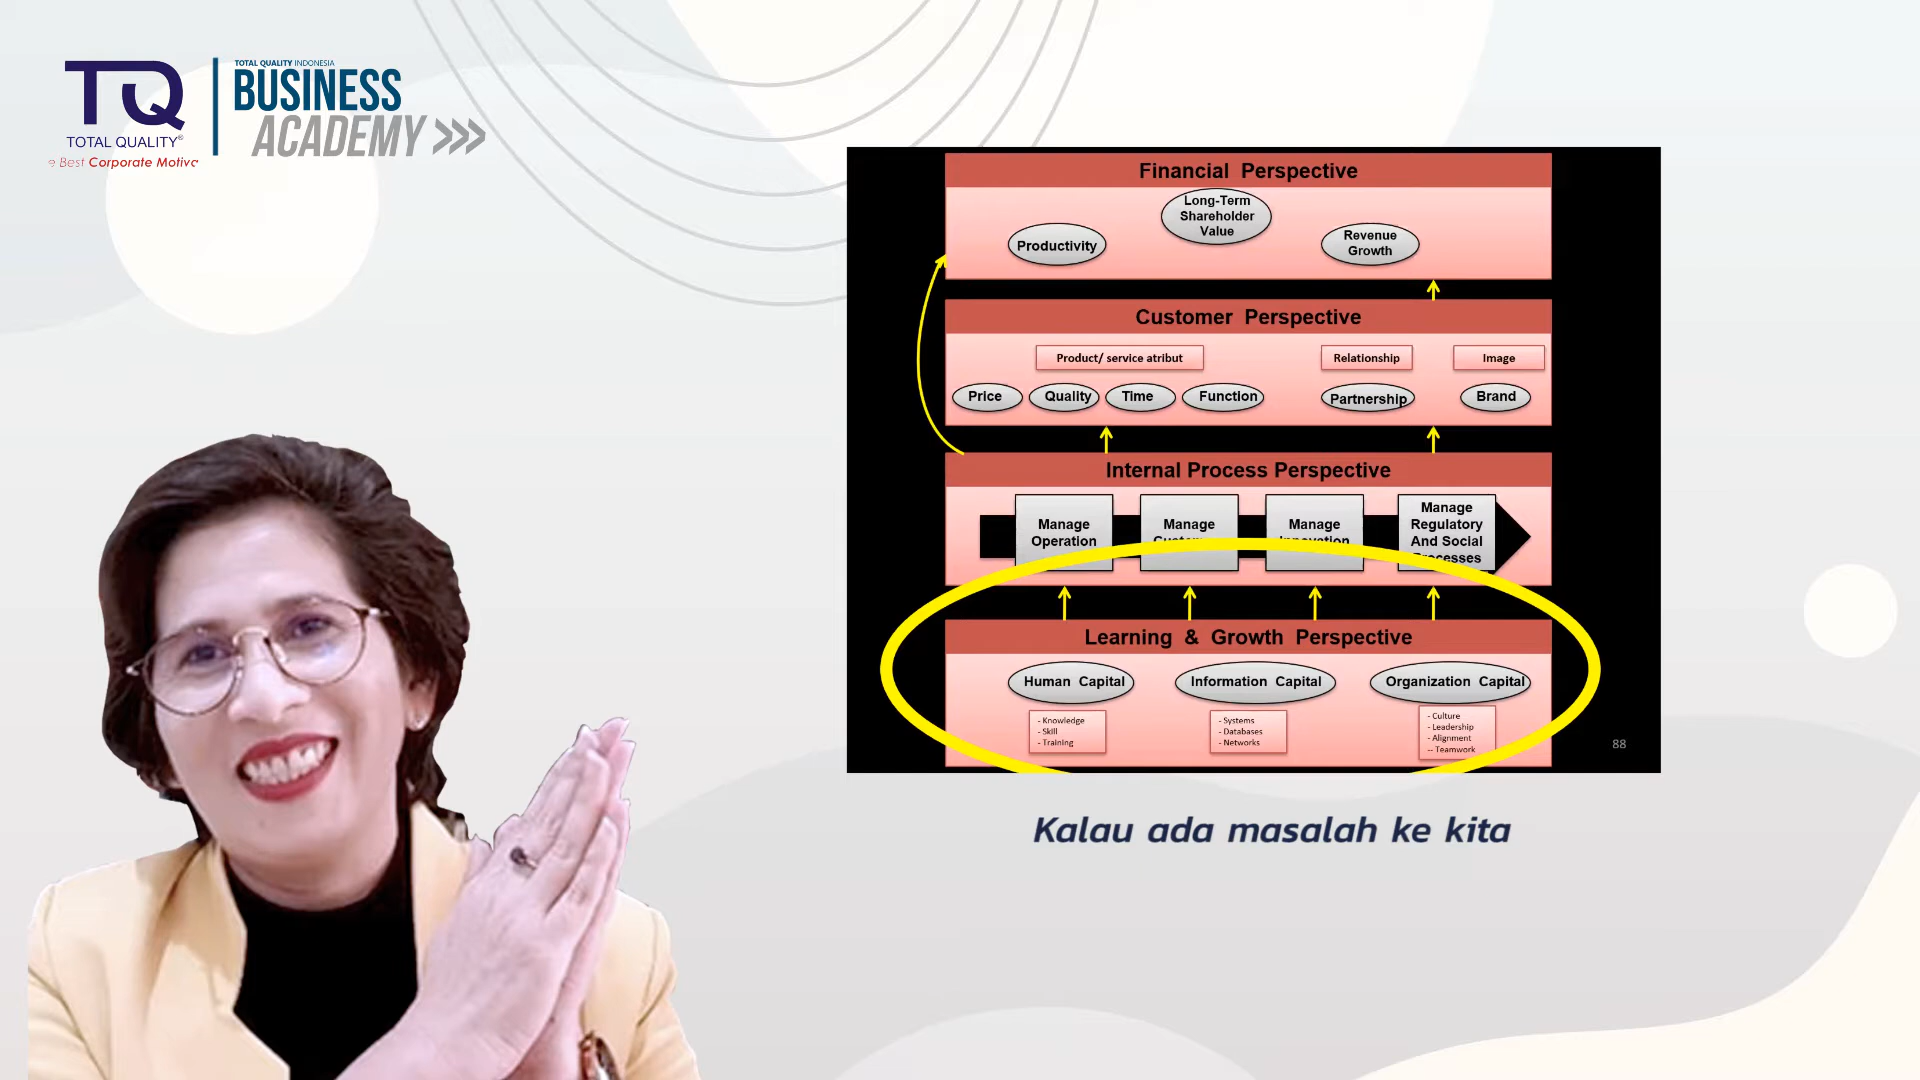 TQ
TOTAL QUALITY®
e Best Corporate Motiva
TOTAL QUALITY INDONESIA
BUSINESS
ACADEMY >>>
Financial Perspective
Long-Term
Shareholder
Value
Productivity
Revenue
Growth
Customer Perspective
Product/ service atribut
Relationship
Image
Price
Quality
Time
Function
Partnership
Brand
Internal Process Perspective
Manage
Operation
Manage
Manage
Innovation
Manage
Regulatory
And Social
Processes
Learning & Growth Perspective
Human Capital
Information Capital
Organization Capital
- Knowledge
- Skill
- Training
- Systems
- Databases
- Networks
- Culture
- Leadership
- Alignment
-- Teamwork
88
Kalau ada masalah ke kita